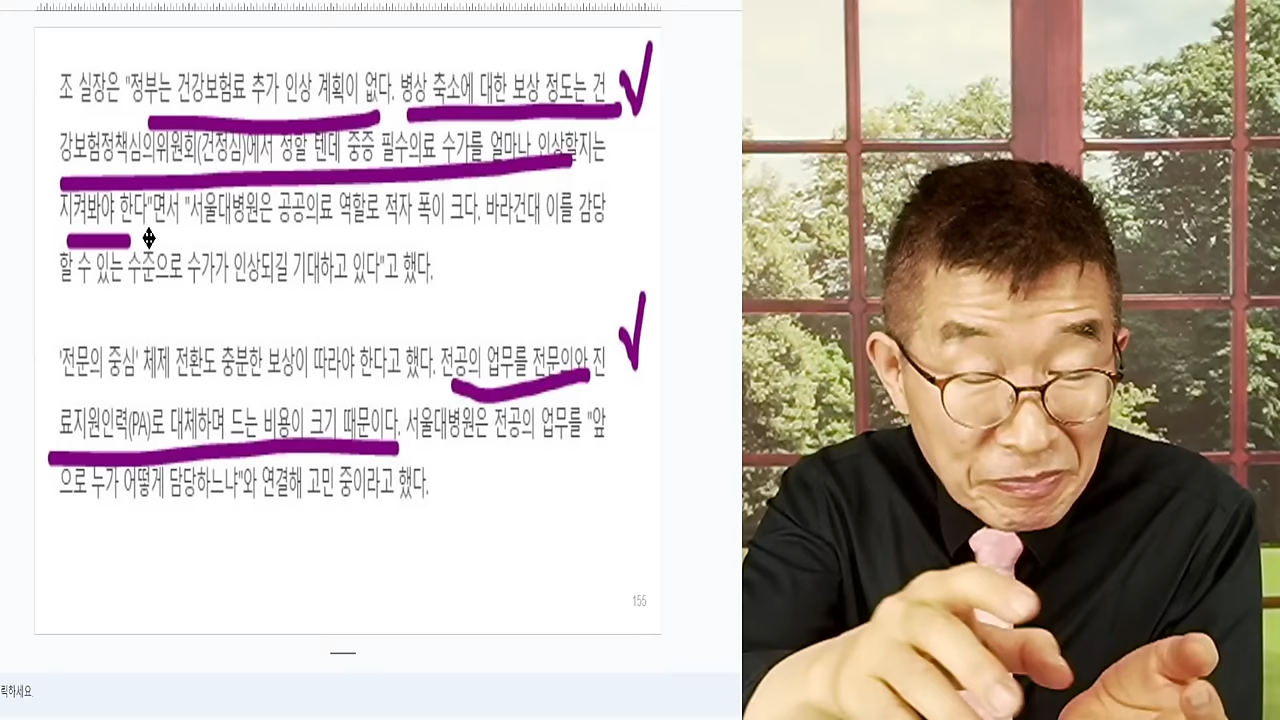 조 실장은 "정부는 건강보험료 추가 인상 계획이 없다. 병상 축소에 대한 보상 정도는 건
강보험정책심의위원회(건정심)에서 정할 텐데 중증 필수의료 수가를 얼마나 인상할지는
지켜봐야 한다"면서 "서울대병원은 공공의료 역할로 적자 폭이 크다. 바라건대 이를 감당
할 수 있는 수준으로 수가가 인상되길 기대하고 있다"고 했다.
'전문의 중심' 체제 전환도 충분한 보상이 따라야 한다고 했다. 전공의 업무를 전문의와 진
료지원인력(PA)로 대체하며 드는 비용이 크기 때문이다. 서울대병원은 전공의 업무를 "앞
으로 누가 어떻게 담당하느냐"와 연결해 고민 중이라고 했다.
155
릭하세요.